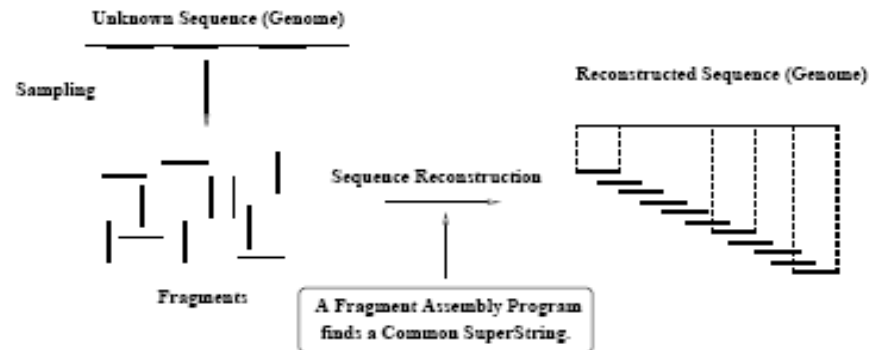 Unknown Sequence (Genome)
Sampling
Reconstructed Sequence (Genome)
Sequence Reconstruction
Fragments
A Fragment Assembly Program
finds a Common SuperString.